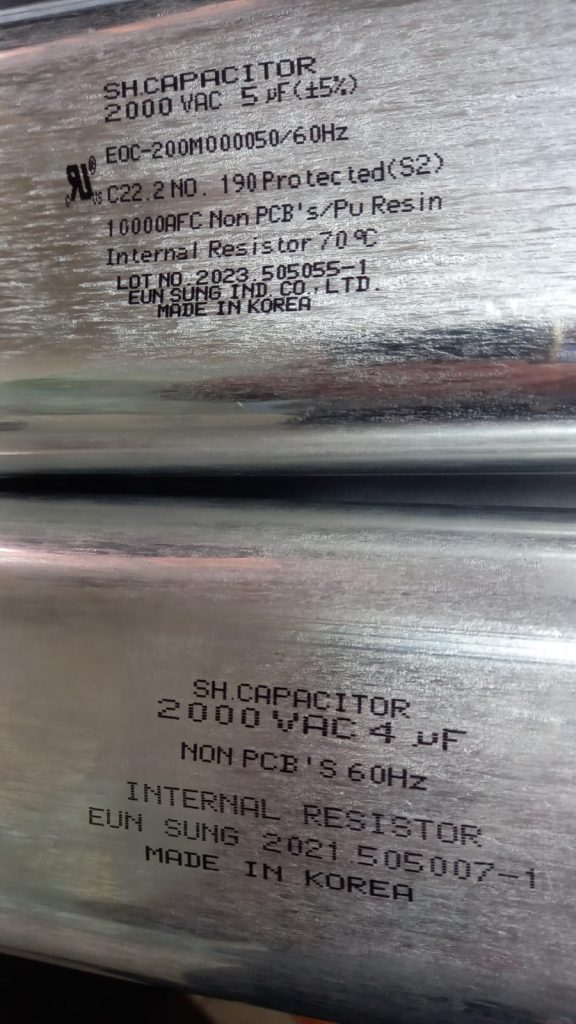 SH.CAPACITOR
2000 VAC 5 µF(±5%)
EOC-200M000050/60Hz
c RU ® US C22.2 NO. 190 Protected(S2)
10000AFC Non PCB's/Pu Resin
Internal Resistor 70℃
LOT NO.2023.505055-1
EUN SUNG IND.CO.,LTD.
MADE IN KOREA
SH.CAPACITOR
2000 VAC 4 µF
NON PCB'S 60Hz
INTERNAL RESISTOR
EUN SUNG 2021.505007-1
MADE IN KOREA